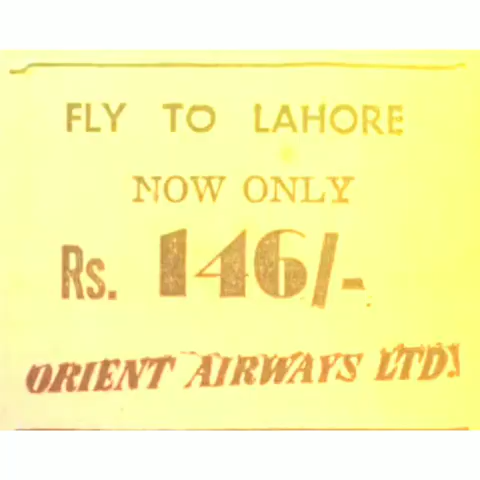 FLY TO LAHORE
NOW ONLY
Rs. 146/-
ORIENT AIRWAYS LTD.